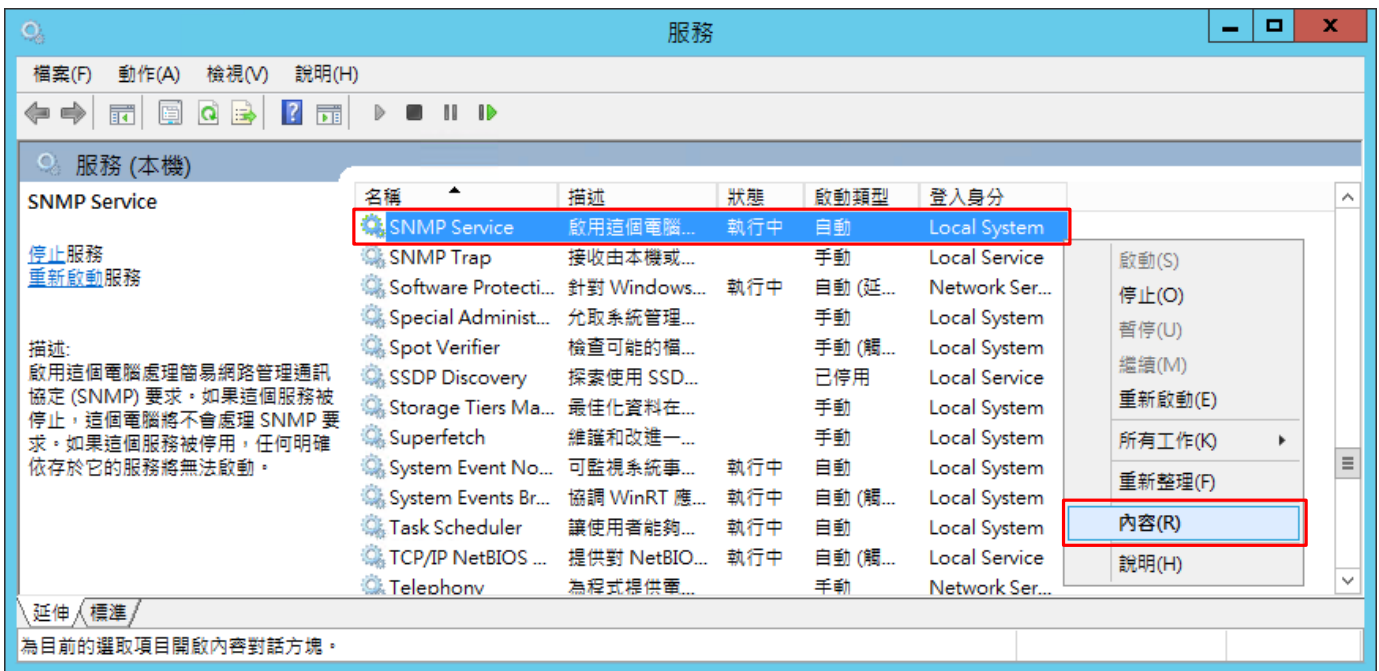 服務
檔案(F) 動作(A) 檢視(V) 說明(H)
服務 (本機)
SNMP Service
停止服務
重新啟動服務
描述:
啟用這個電腦處理簡易網路管理通訊
協定 (SNMP) 要求。如果這個服務被
停止，這個電腦將不會處理 SNMP 要
求。如果這個服務被停用，任何明確
依存於它的服務將無法啟動。
名稱 描述 狀態 啟動類型 登入身分
SNMP Service 啟用這個電腦... 執行中 自動 Local System
SNMP Trap 接收由本機或... 手動 Local Service
Software Protecti... 針對 Windows... 執行中 自動 (延... Network Ser...
Special Administ... 允取系統管理... 手動 Local System
Spot Verifier 檢查可能的檔... 手動 (觸... Local System
SSDP Discovery 探索使用 SSD... 已停用 Local Service
Storage Tiers Ma... 最佳化資料在... 手動 Local System
Superfetch 維護和改進一... 手動 Local System
System Event No... 可監視系統事... 執行中 自動 Local System
System Events Br... 協調 WinRT 應... 執行中 自動 (觸... Local System
Task Scheduler 讓使用者能夠... 執行中 自動 Local System
TCP/IP NetBIOS ... 提供對 NetBIO... 執行中 自動 (觸... Local Service
Telephony 為程式提供電... 手動 Network Ser...
啟動(S)
停止(O)
暫停(U)
繼續(M)
重新啟動(E)
所有工作(K)
重新整理(F)
內容(R)
說明(H)
延伸 標準
為目前的選取項目開啟內容對話方塊。